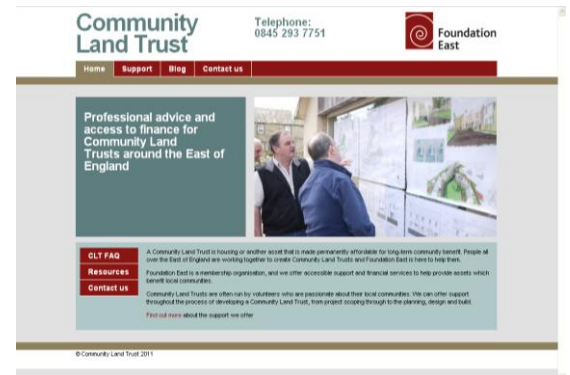 Community
Land Trust
Telephone:
0845 293 7751
Foundation
East
Home Support Blog Contact us
Professional advice and
access to finance for
Community Land
Trusts around the East of
England
CLT FAQ
Resources
Contact us
A Community Land Trust is housing or another asset that is made permanently affordable for long-term community benefit. People all
over the East of England are working together to create Community Land Trusts and Foundation East is here to help them.
Foundation East is a membership organisation, and we offer accessible support and financial services to help provide assets which
benefit local communities.
Community Land Trusts are often run by volunteers who are passionate about their local communities. We can offer support
throughout the process of developing a Community Land Trust, from project scoping through to the planning, design and build.
Find out more about the support we offer
© Community Land Trust 2011